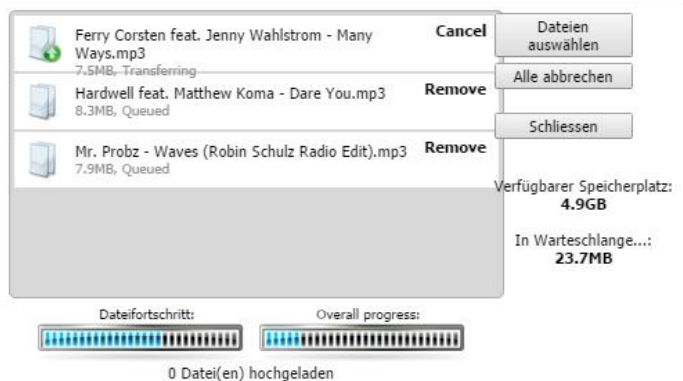 Ferry Corsten feat. Jenny Wahlstrom - Many
Ways.mp3
Cancel
7.5MB, Transferring
Hardwell feat. Matthew Koma - Dare You.mp3
Remove
8.3MB, Queued
Mr. Probz - Waves (Robin Schulz Radio Edit).mp3
Remove
7.9MB, Queued
Dateien
auswählen
Alle abbrechen
Schliessen
Verfügbarer Speicherplatz:
4.9GB
In Warteschlange...:
23.7MB
Dateifortschritt:
Overall progress:
0 Datei(en) hochgeladen